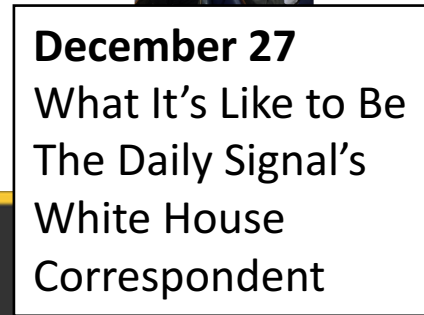 December 27
What It’s Like to Be
The Daily Signal’s
White House
Correspondent